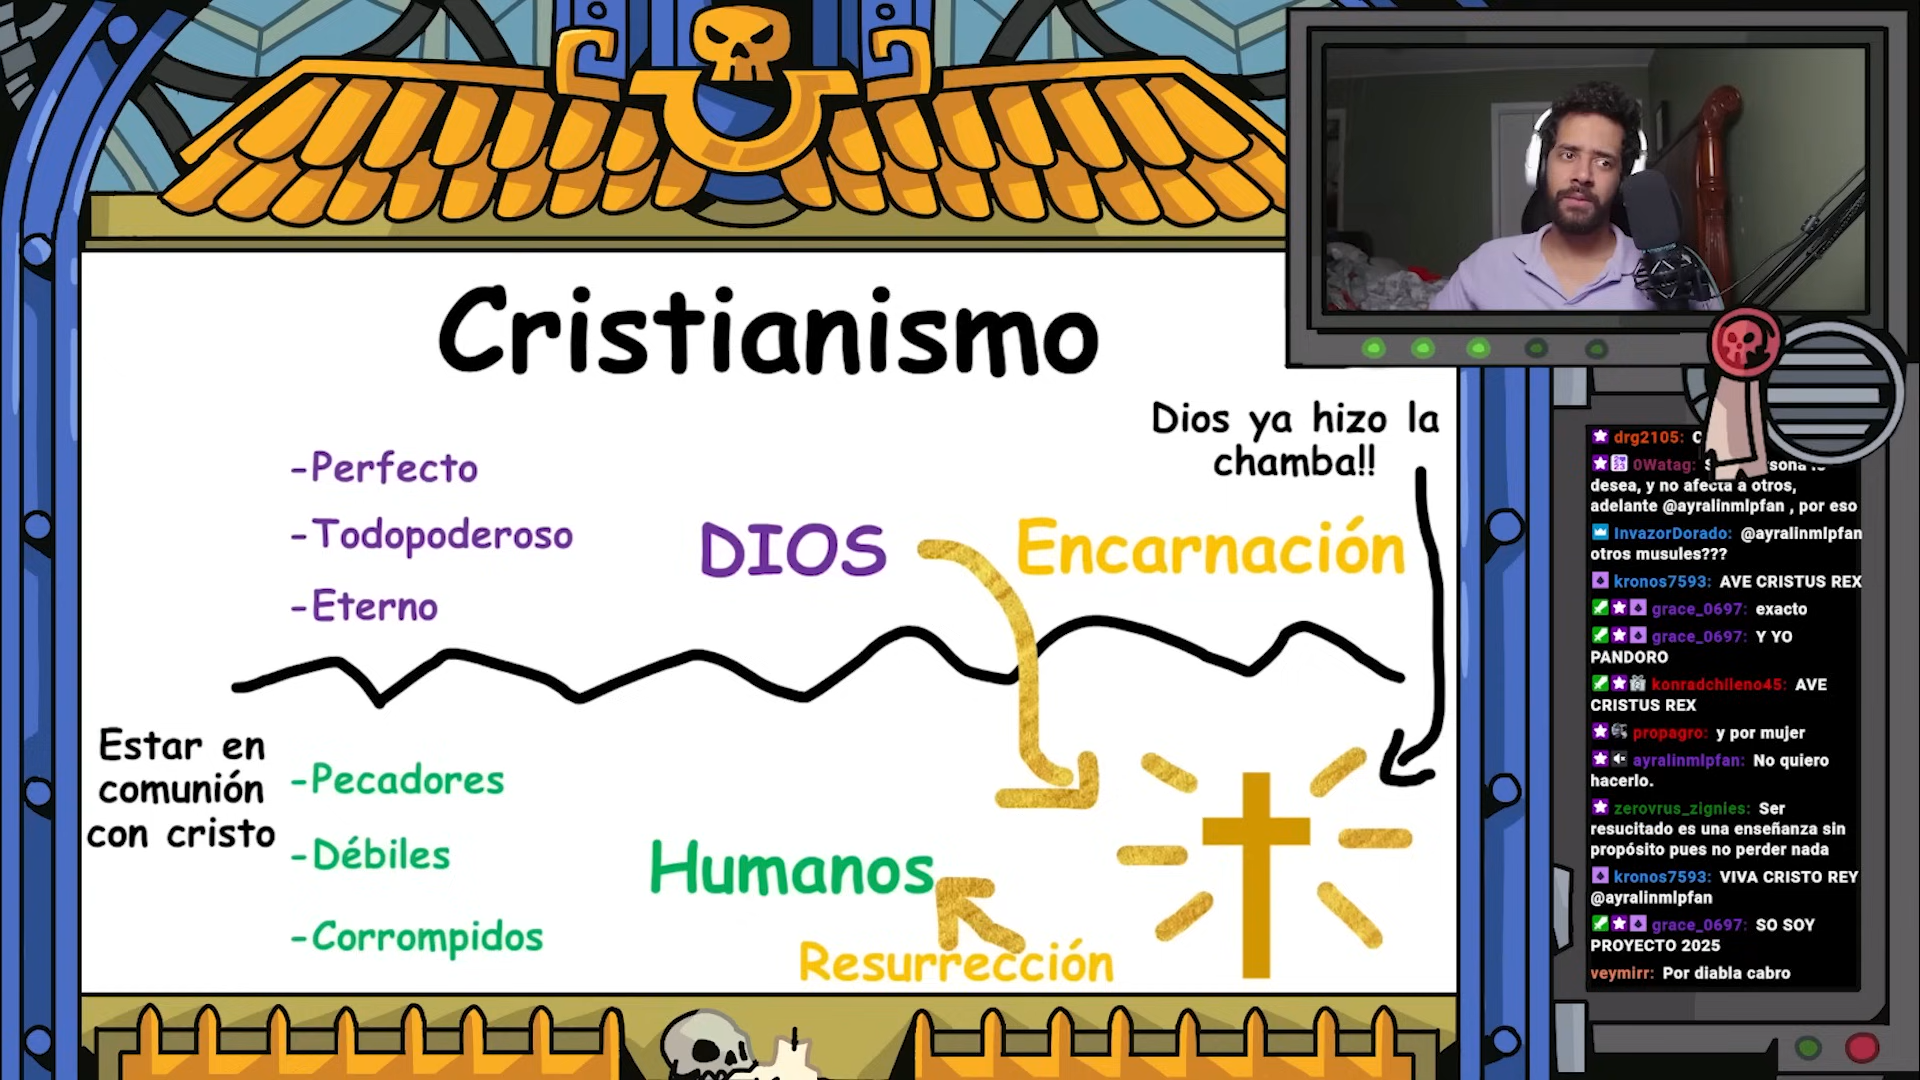 Cristianismo
Dios ya hizo la
chamba!!
-Perfecto
-Todopoderoso
-Eterno
DIOS
Encarnación
Estar en
comunión
con cristo
-Pecadores
-Débiles
-Corrompidos
Humanos
Resurrección
drg2105: C
0Watag:
desea, y no afecta a otros,
adelante @ayralinmlpfan , por eso
InvazorDorado: @ayralinmlpfan
otros musules???
kronos7593: AVE CRISTUS REX
grace_0697: exacto
grace_0697: Y YO
PANDORO
konradchileno45: AVE
CRISTUS REX
propagro: y por mujer
ayralinmlpfan: No quiero
hacerlo.
zerovrus_zignies: Ser
resucitado es una enseñanza sin
propósito pues no perder nada
kronos7593: VIVA CRISTO REY
@ayralinmlpfan
grace_0697: SO SOY
PROYECTO 2025
veymirr: Por diabla cabro